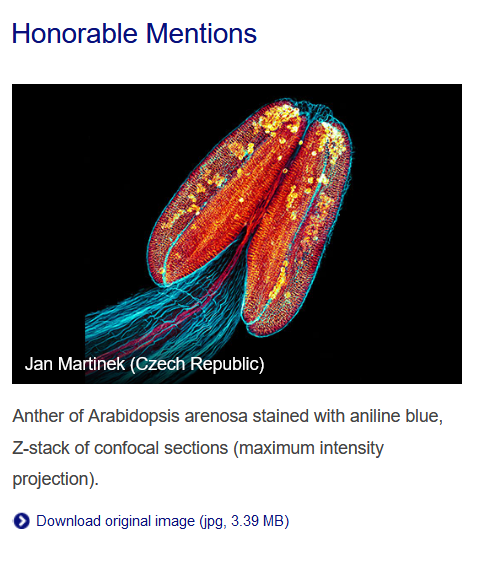 Honorable Mentions
Jan Martinek (Czech Republic)
Anther of Arabidopsis arenosa stained with aniline blue,
Z-stack of confocal sections (maximum intensity
projection).
Download original image (jpg, 3.39 MB)